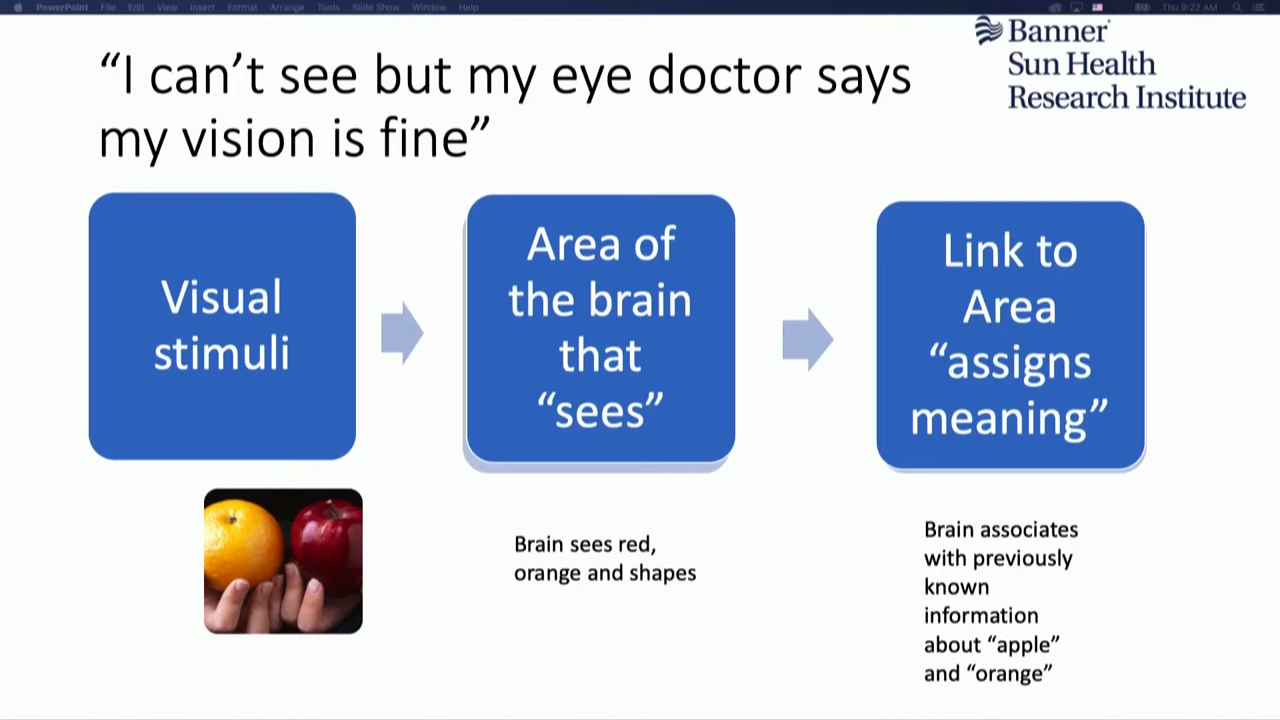 PowerPoint File Edit View Insert Format Arrange Tools Slide Show Window Help Thu 9:22 AM
Banner
Sun Health
Research Institute
“I can’t see but my eye doctor says
my vision is fine”
Visual
stimuli
Area of
the brain
that
“sees”
Link to
Area
“assigns
meaning”
Brain sees red,
orange and shapes
Brain associates
with previously
known
information
about “apple”
and “orange”